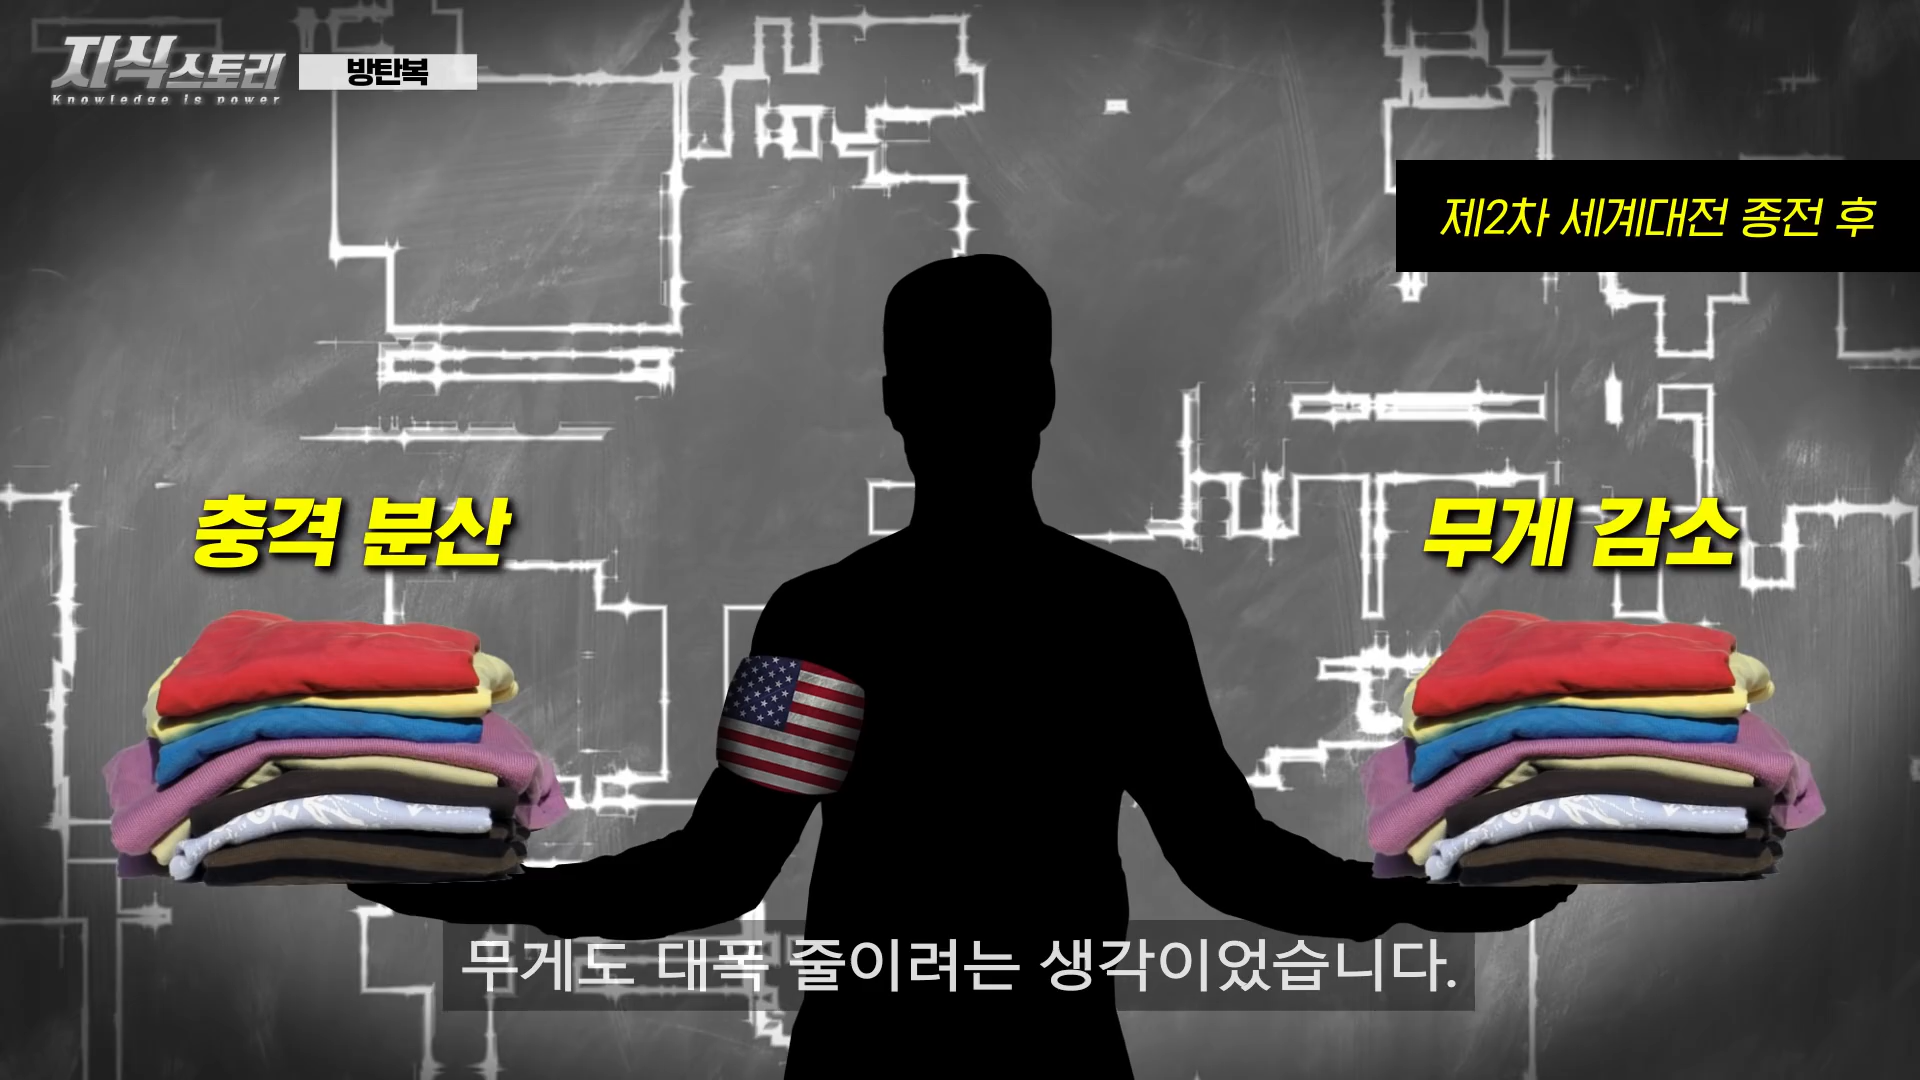 지식스토리
Knowledge is power
방탄복
제2차 세계대전 종전 후
충격 분산
무게 감소
무게도 대폭 줄이려는 생각이었습니다.